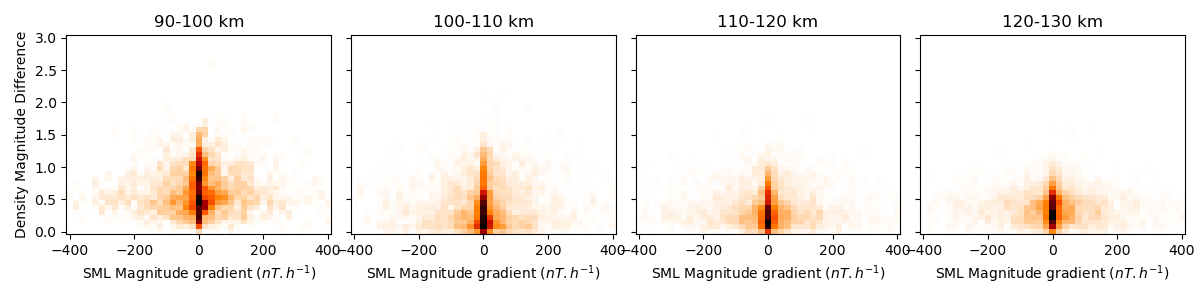 90-100 km 100-110 km 110-120 km 120-130 km
Density Magnitude Difference
3.0
2.5
2.0
1.5
1.0
0.5
0.0
−400 −200 0 200 400 −400 −200 0 200 400 −400 −200 0 200 400 −400 −200 0 200 400
SML Magnitude gradient (nT.h⁻¹) SML Magnitude gradient (nT.h⁻¹) SML Magnitude gradient (nT.h⁻¹) SML Magnitude gradient (nT.h⁻¹)